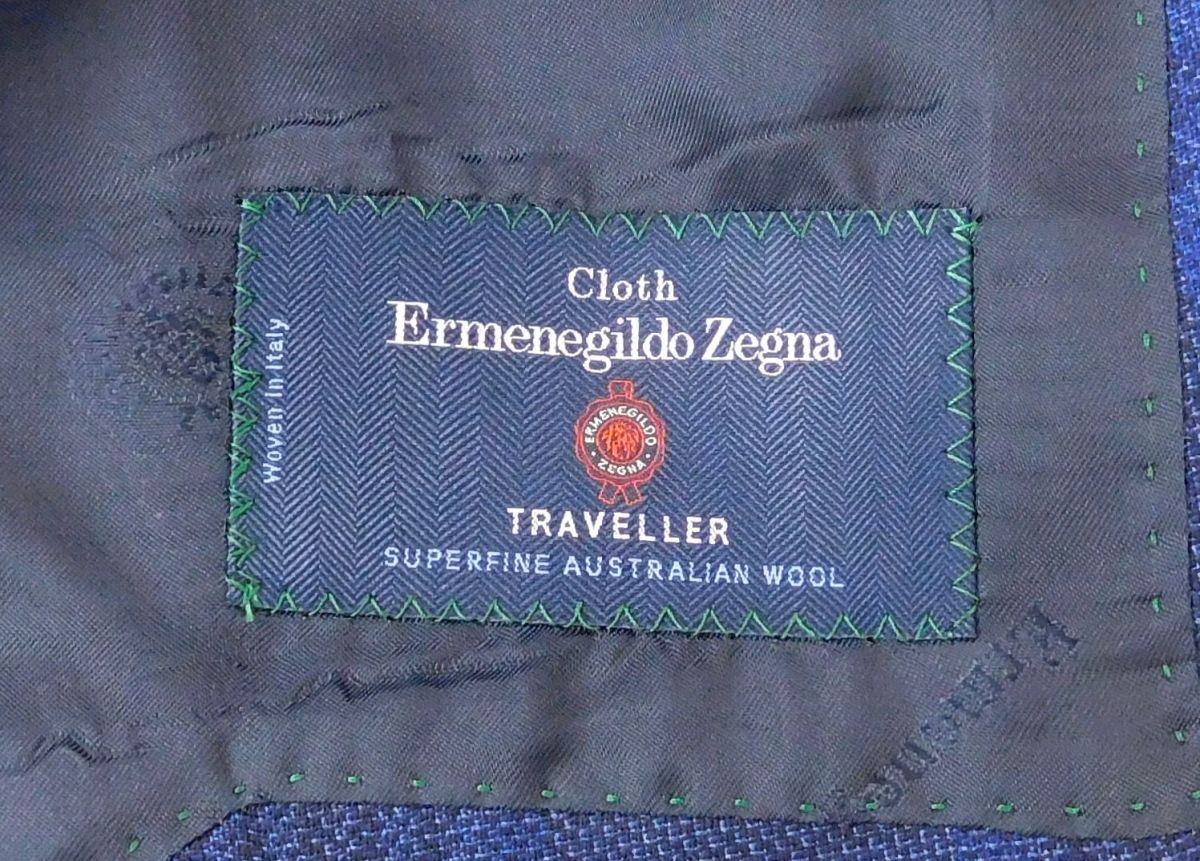 Cloth
Ermenegildo Zegna
ERMENEGILDO
ZEGNA
TRAVELLER
SUPERFINE AUSTRALIAN WOOL
Woven in Italy